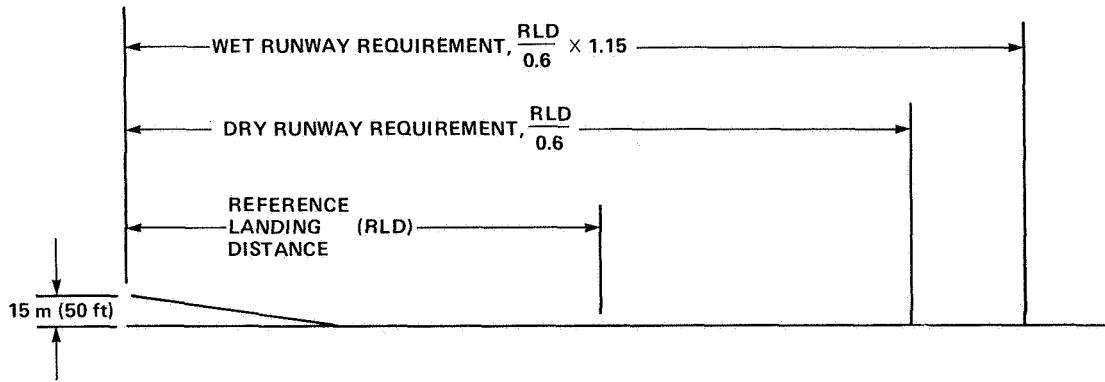 WET RUNWAY REQUIREMENT, RLD/0.6 × 1.15
DRY RUNWAY REQUIREMENT, RLD/0.6
REFERENCE
LANDING (RLD)
DISTANCE
15 m (50 ft)